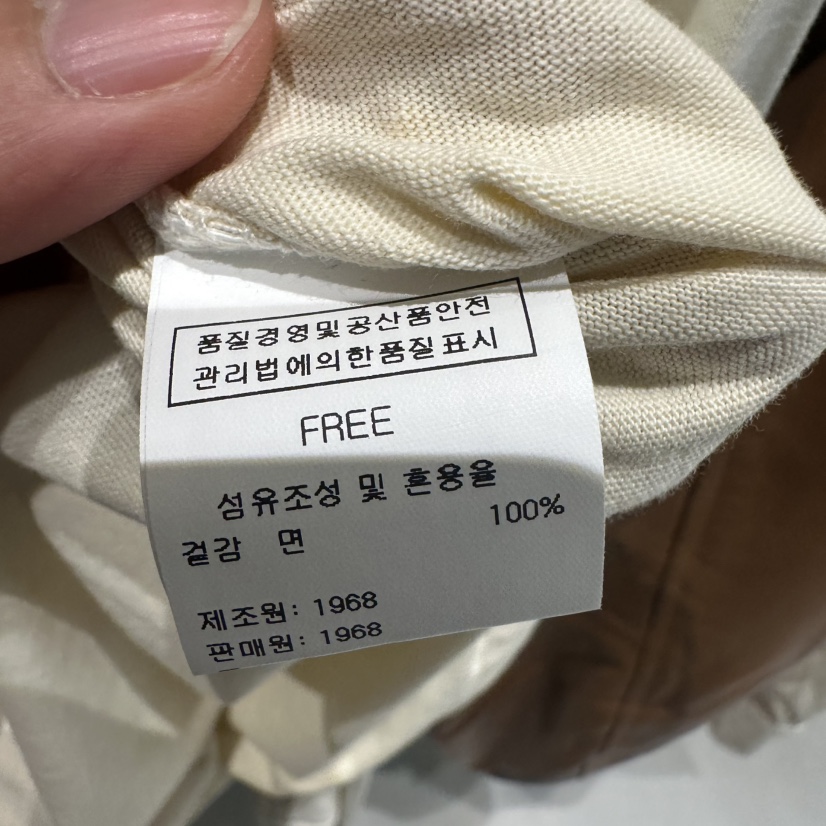 품질경영및공산품안전
관리법에의한품질표시
FREE
섬유조성 및 혼용율
겉감 면 100%
제조원: 1968
판매원: 1968